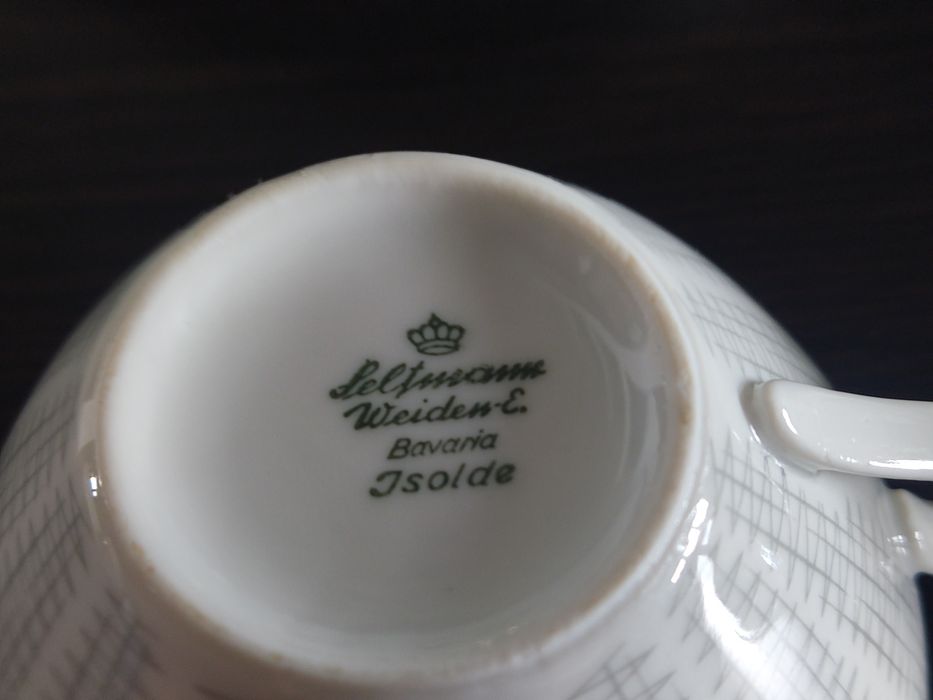 Seltmann
Weiden-E.
Bavaria
Isolde